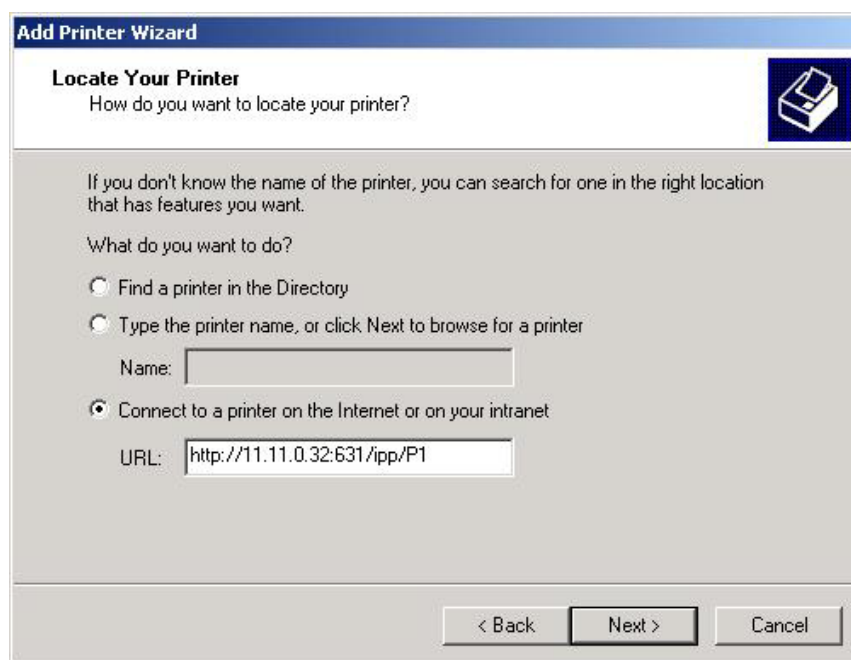 Add Printer Wizard
Locate Your Printer
How do you want to locate your printer?
If you don't know the name of the printer, you can search for one in the right location
that has features you want.
What do you want to do?
Find a printer in the Directory
Type the printer name, or click Next to browse for a printer
Name:
Connect to a printer on the Internet or on your intranet
URL: http://11.11.0.32:631/ipp/P1
< Back Next > Cancel